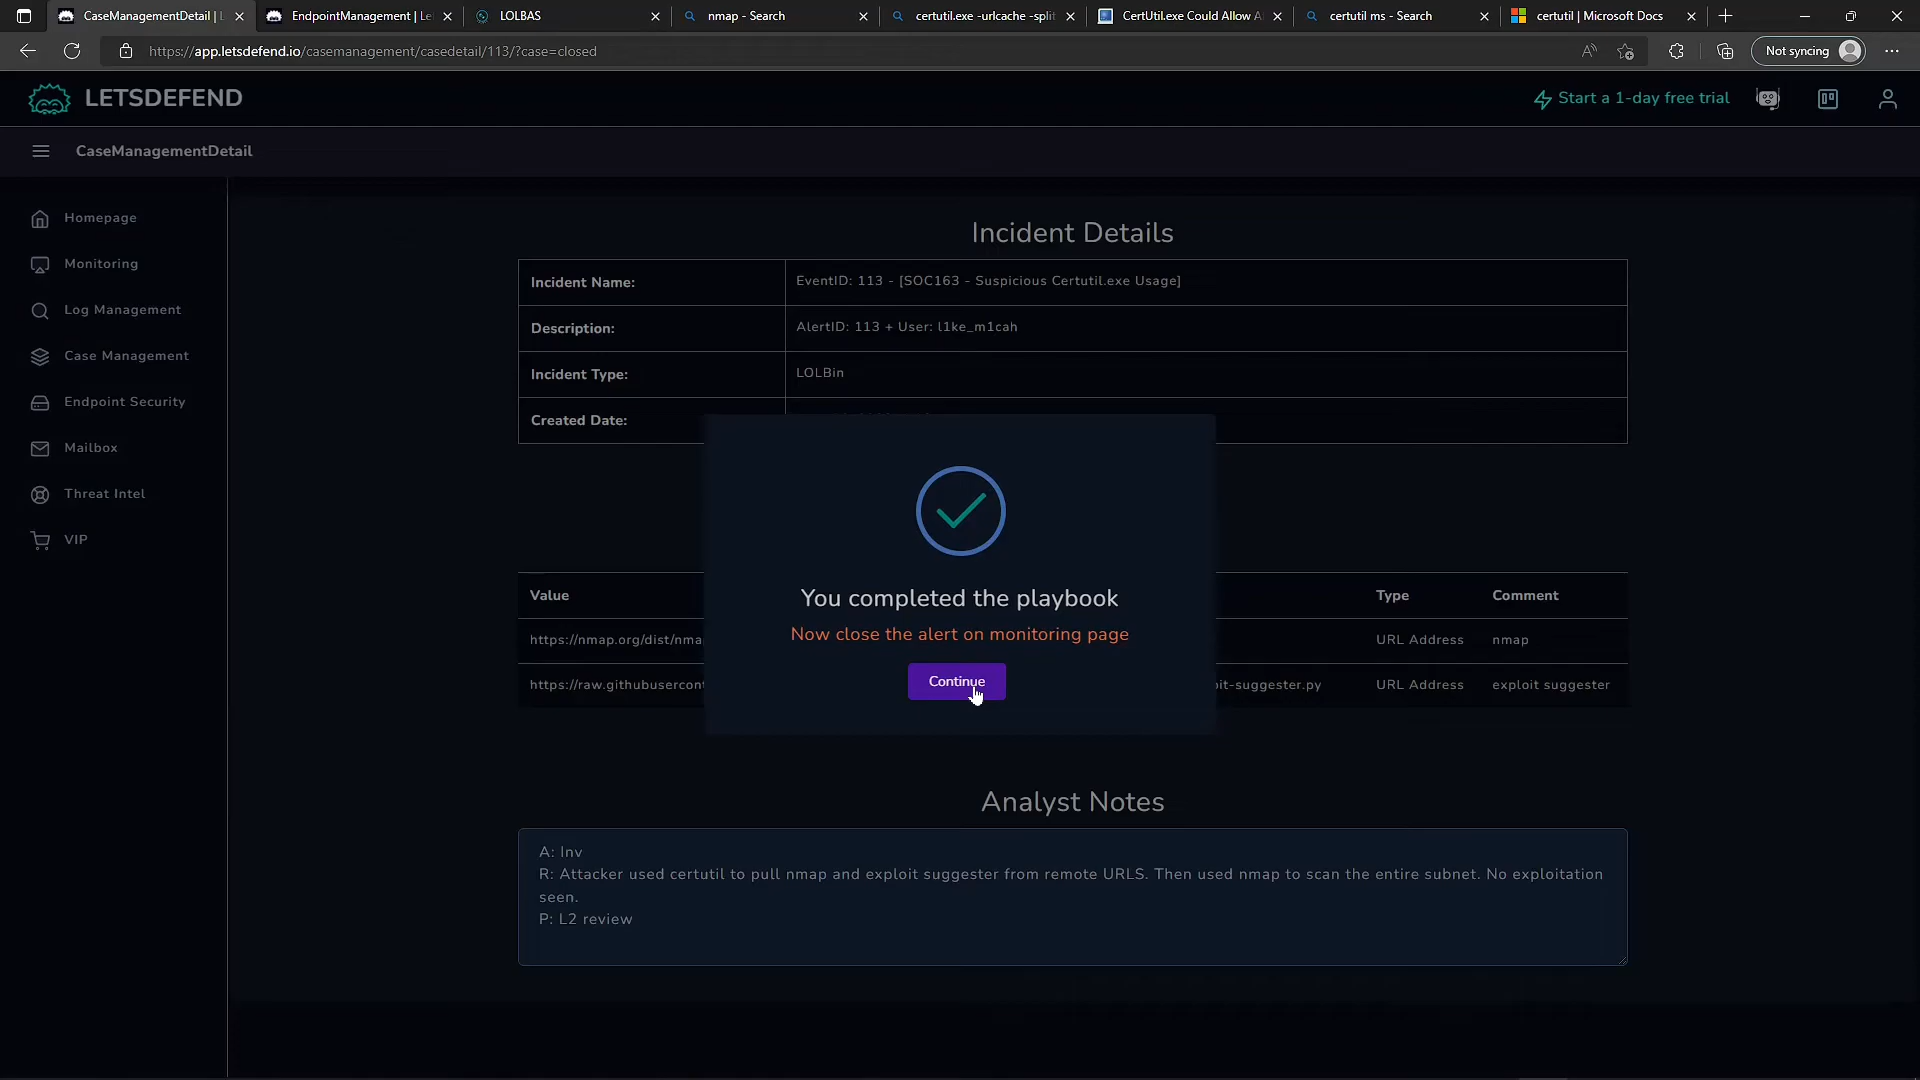 CaseManagementDetail | L
EndpointManagement | Le
LOLBAS
nmap - Search
certutil.exe -urlcache -split
CertUtil.exe Could Allow A
certutil ms - Search
certutil | Microsoft Docs
https://app.letsdefend.io/casemanagement/casedetail/113/?case=closed
Not syncing
LETSDEFEND
Start a 1-day free trial
CaseManagementDetail
Homepage
Monitoring
Log Management
Case Management
Endpoint Security
Mailbox
Threat Intel
VIP
Incident Details
Incident Name: EventID: 113 - [SOC163 - Suspicious Certutil.exe Usage]
Description: AlertID: 113 + User: l1ke_m1cah
Incident Type: LOLBin
Created Date:
You completed the playbook
Now close the alert on monitoring page
Continue
Value Type Comment
https://nmap.org/dist/nma URL Address nmap
https://raw.githubusercont it-suggester.py URL Address exploit suggester
Analyst Notes
A: Inv
R: Attacker used certutil to pull nmap and exploit suggester from remote URLS. Then used nmap to scan the entire subnet. No exploitation
seen.
P: L2 review